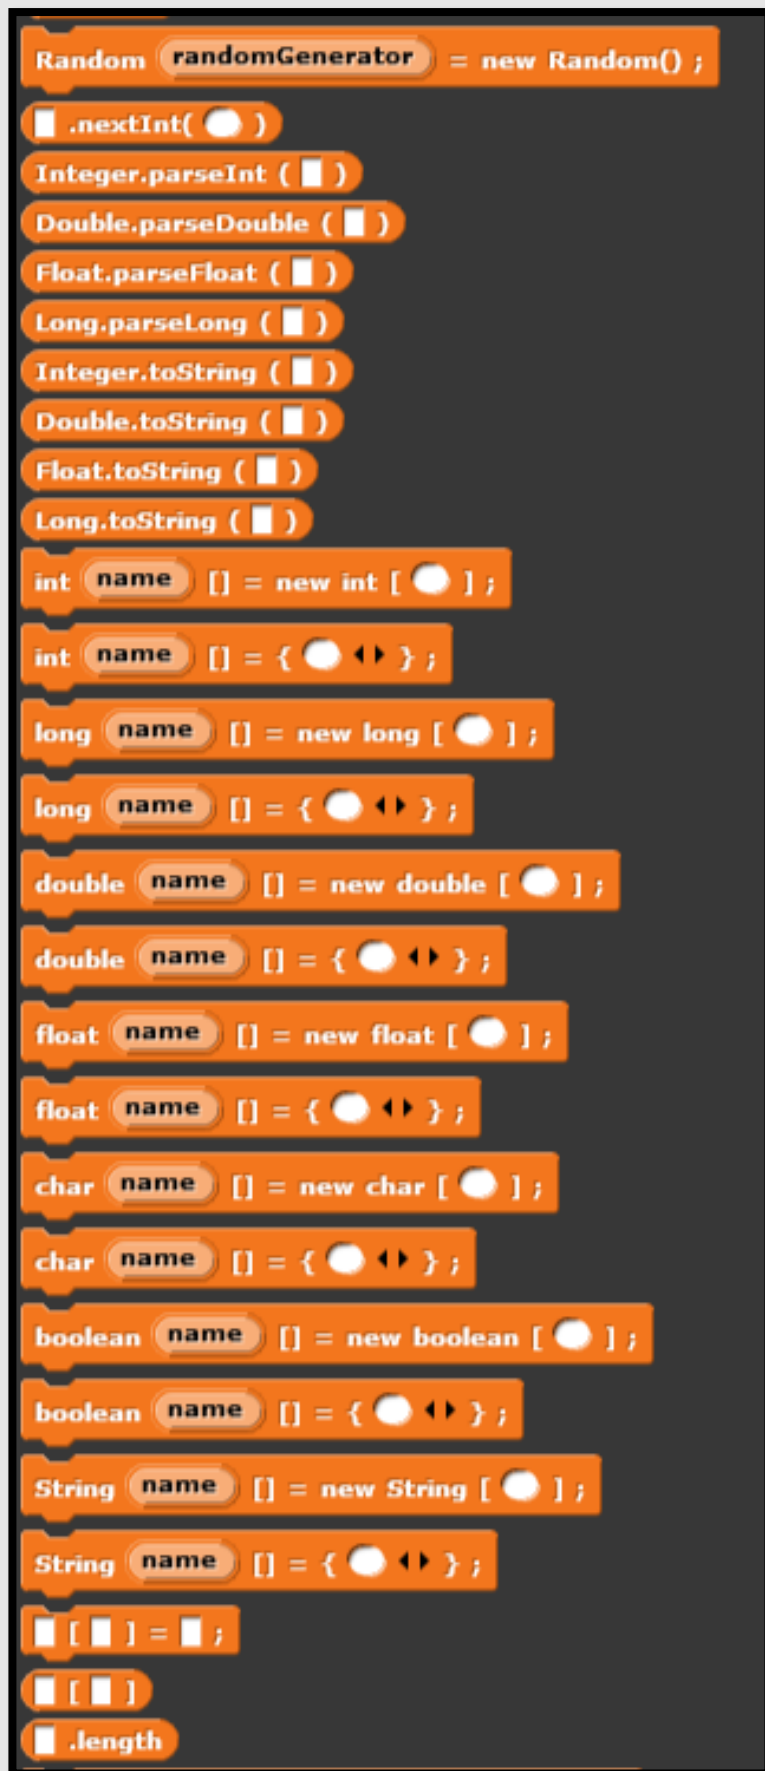 Random randomGenerator = new Random() ;
.nextInt( )
Integer.parseInt ( )
Double.parseDouble ( )
Float.parseFloat ( )
Long.parseLong ( )
Integer.toString ( )
Double.toString ( )
Float.toString ( )
Long.toString ( )
int name [] = new int [ ] ;
int name [] = { } ;
long name [] = new long [ ] ;
long name [] = { } ;
double name [] = new double [ ] ;
double name [] = { } ;
float name [] = new float [ ] ;
float name [] = { } ;
char name [] = new char [ ] ;
char name [] = { } ;
boolean name [] = new boolean [ ] ;
boolean name [] = { } ;
String name [] = new String [ ] ;
String name [] = { } ;
[ ] = ;
[ ]
.length